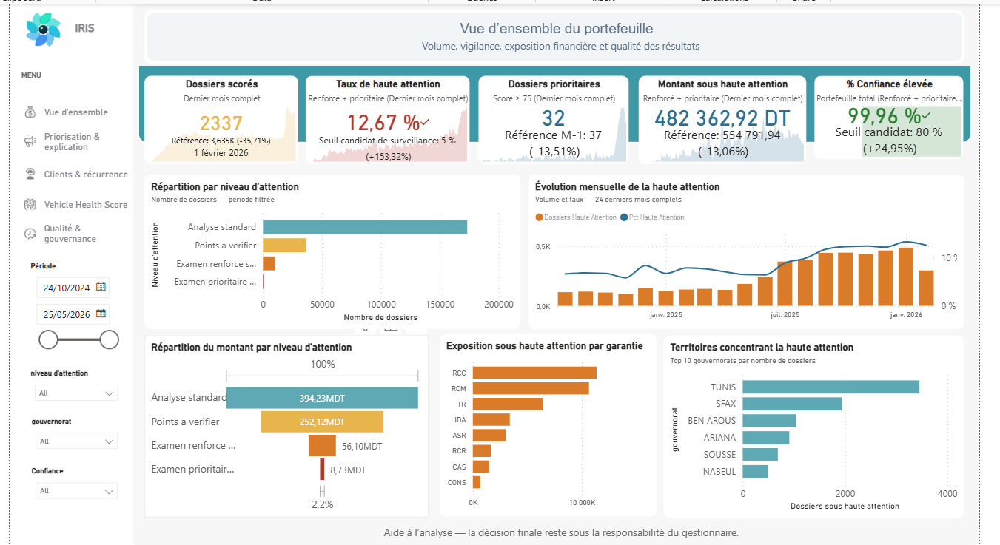 IRIS
MENU
Vue d'ensemble
Priorisation &
explication
Clients & récurrence
Vehicle Health Score
Qualité &
gouvernance
Période
24/10/2024
25/05/2026
niveau d'attention
All
gouvernorat
All
Confiance
All
Vue d'ensemble du portefeuille
Volume, vigilance, exposition financière et qualité des résultats
Dossiers scorés
Dernier mois complet
2337
Référence: 3,635K (-35,71%)
1 février 2026
Taux de haute attention
Renforcé + prioritaire (Dernier mois complet)
12,67 %
Seuil candidat de surveillance: 5 %
(+153,32%)
Dossiers prioritaires
Score ≥ 75 (Dernier mois complet)
32
Référence M-1: 37
(-13,51%)
Montant sous haute attention
Renforcé + prioritaire (Dernier mois complet)
482 362,92 DT
Référence: 554 791,94
(-13,06%)
% Confiance élevée
Portefeuille total (Renforcé + prioritaire...
99,96 %
Seuil candidat: 80 %
(+24,95%)
Répartition par niveau d'attention
Nombre de dossiers — période filtrée
Niveau d'attention
Analyse standard
Points a verifier
Examen renforce s...
Examen prioritaire ...
0 50000 100000 150000 200000
Nombre de dossiers
Évolution mensuelle de la haute attention
Volume et taux — 24 derniers mois complets
Dossiers Haute Attention Pct Haute Attention
0,5K
0,0K
10 %
0 %
janv. 2025 juil. 2025 janv. 2026
Répartition du montant par niveau d'attention
100%
Analyse standard 394,23MDT
Points a verifier 252,12MDT
Examen renforce ... 56,10MDT
Examen prioritair... 8,73MDT
2,2%
Exposition sous haute attention par garantie
RCC
RCM
TR
IDA
ASR
RCR
CAS
CONS
0K 10 000K
Territoires concentrant la haute attention
Top 10 gouvernorats par nombre de dossiers
gouvernorat
TUNIS
SFAX
BEN AROUS
ARIANA
SOUSSE
NABEUL
0 2000 4000
Dossiers sous haute attention
Aide à l'analyse — la décision finale reste sous la responsabilité du gestionnaire.